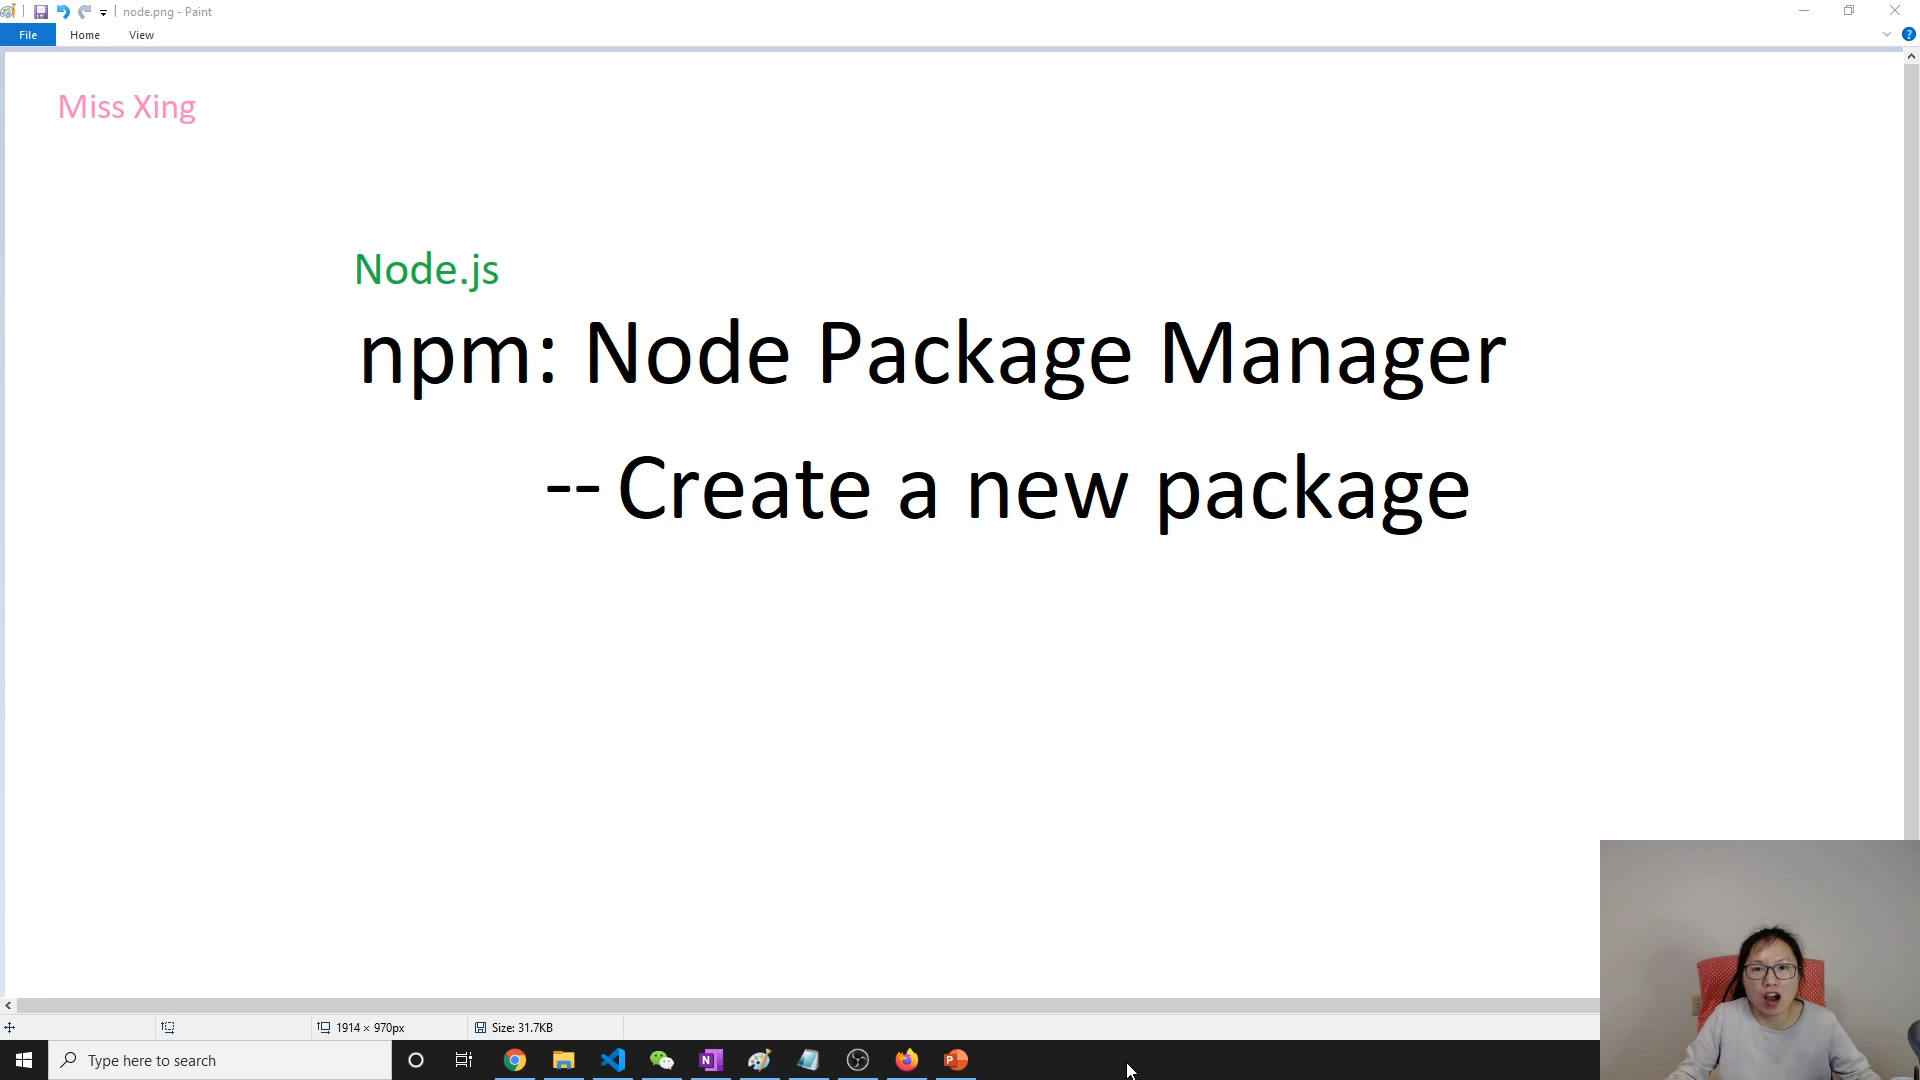 node.png - Paint
File Home View
Miss Xing
Node.js
npm: Node Package Manager
-- Create a new package
1914 × 970px Size: 31.7KB
Type here to search